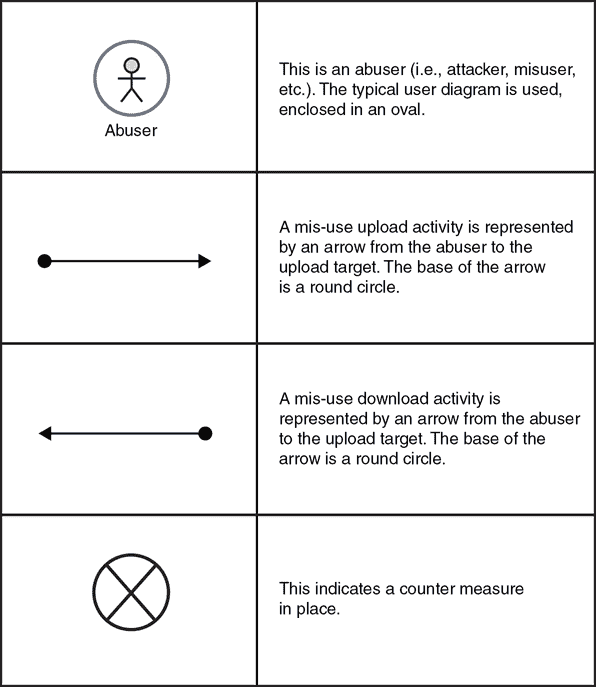 Abuser
This is an abuser (i.e., attacker, misuser,
etc.). The typical user diagram is used,
enclosed in an oval.
A mis-use upload activity is represented
by an arrow from the abuser to the
upload target. The base of the arrow
is a round circle.
A mis-use download activity is
represented by an arrow from the abuser
to the upload target. The base of the
arrow is a round circle.
This indicates a counter measure
in place.